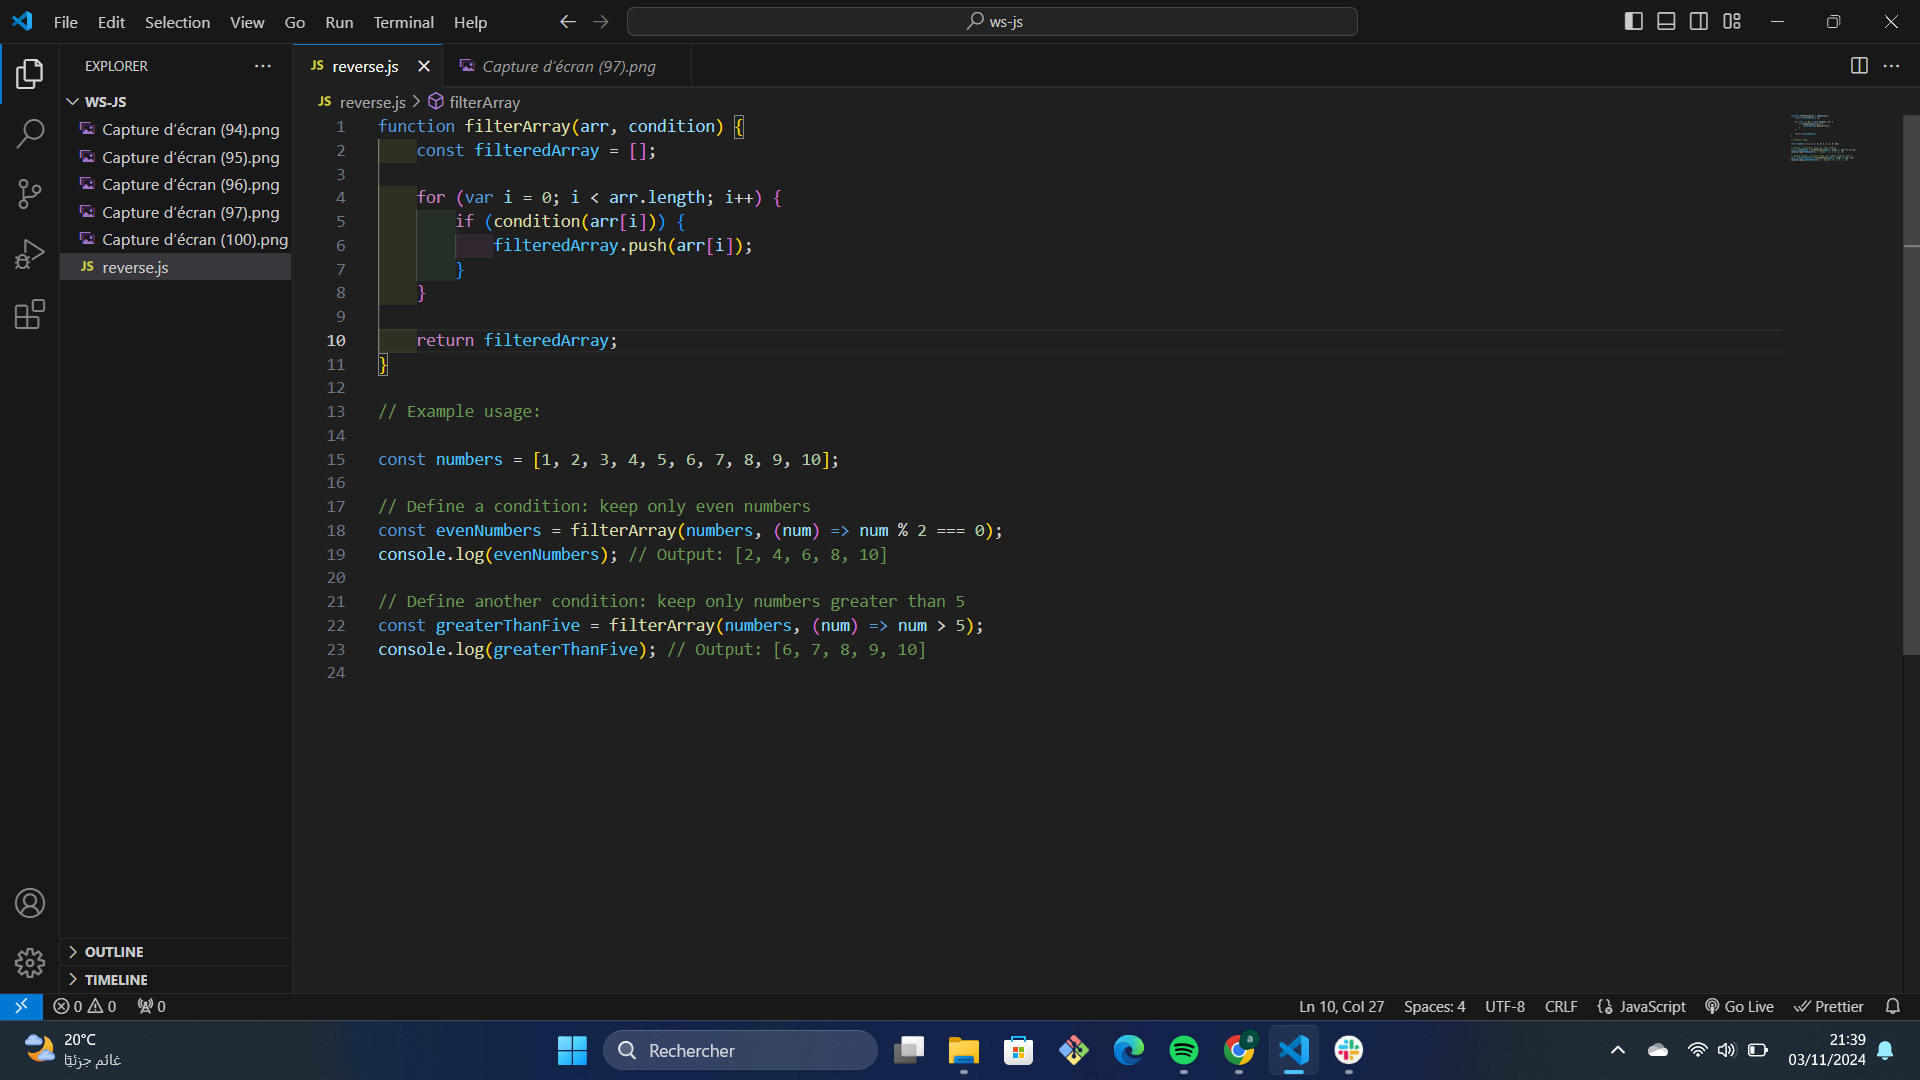 File Edit Selection View Go Run Terminal Help
ws-js
EXPLORER
WS-JS
Capture d'écran (94).png
Capture d'écran (95).png
Capture d'écran (96).png
Capture d'écran (97).png
Capture d'écran (100).png
JS reverse.js
OUTLINE
TIMELINE
JS reverse.js
Capture d'écran (97).png
JS reverse.js > filterArray
1 function filterArray(arr, condition) {
2 const filteredArray = [];
3
4 for (var i = 0; i < arr.length; i++) {
5 if (condition(arr[i])) {
6 filteredArray.push(arr[i]);
7 }
8 }
9
10 return filteredArray;
11 }
12
13 // Example usage:
14
15 const numbers = [1, 2, 3, 4, 5, 6, 7, 8, 9, 10];
16
17 // Define a condition: keep only even numbers
18 const evenNumbers = filterArray(numbers, (num) => num % 2 === 0);
19 console.log(evenNumbers); // Output: [2, 4, 6, 8, 10]
20
21 // Define another condition: keep only numbers greater than 5
22 const greaterThanFive = filterArray(numbers, (num) => num > 5);
23 console.log(greaterThanFive); // Output: [6, 7, 8, 9, 10]
24
0 0 0
Ln 10, Col 27 Spaces: 4 UTF-8 CRLF {} JavaScript Go Live Prettier
20°C
غائم جزئيًا
Rechercher
a
21:39
03/11/2024